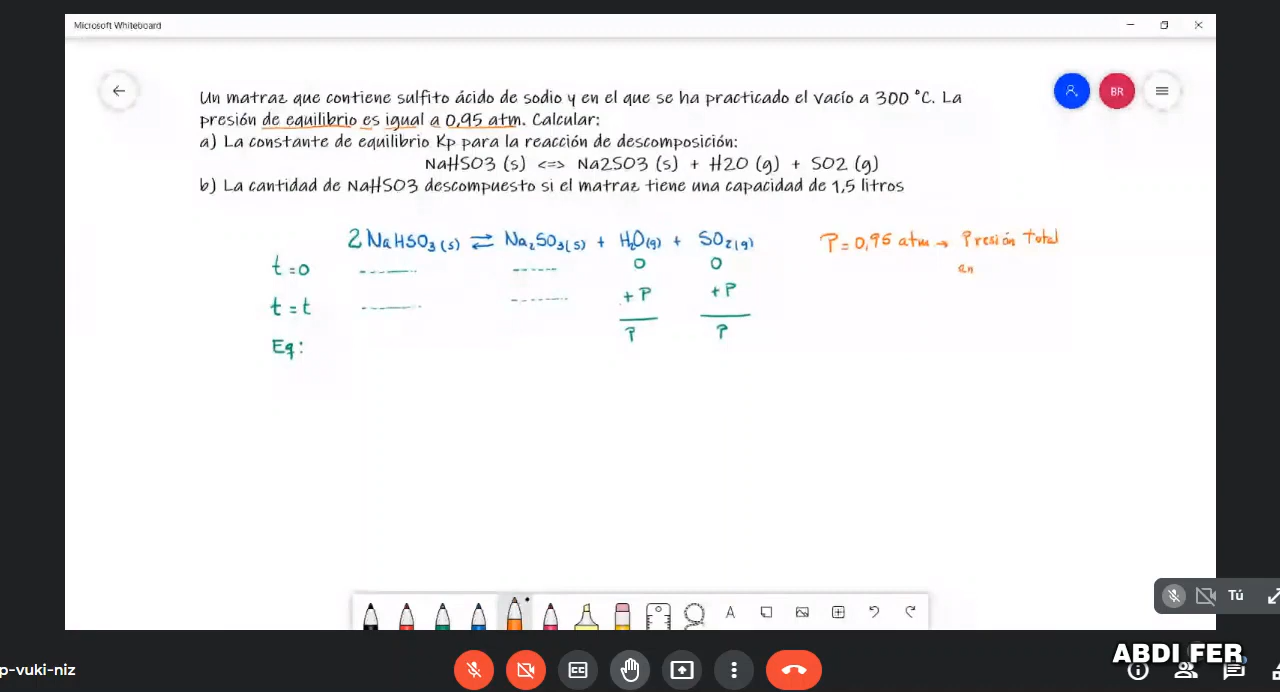 Microsoft Whiteboard
Un matraz que contiene sulfito ácido de sodio y en el que se ha practicado el vacío a 300 °C. La
presión de equilibrio es igual a 0,95 atm. Calcular:
a) La constante de equilibrio Kp para la reacción de descomposición:
NaHSO3 (s) <=> Na2SO3 (s) + H2O (g) + SO2 (g)
b) La cantidad de NaHSO3 descompuesto si el matraz tiene una capacidad de 1,5 litros
BR
2 NaHSO₃(s) ⇄ Na₂SO₃(s) + H₂O(g) + SO₂(g)
P = 0,95 atm → Presión Total
en
t = 0 ------- ------ 0 0
t = t ------- ------- + P + P
Eq: P P
A
Tú
p-vuki-niz
CC
ABDI FER